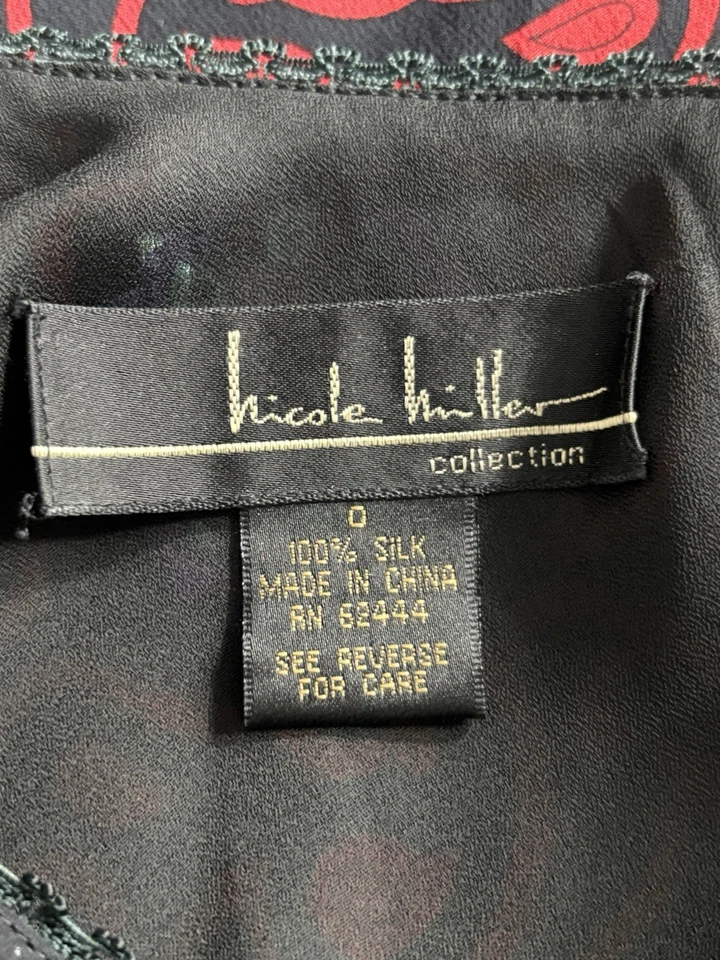 Nicole Miller
collection
0
100% SILK
MADE IN CHINA
RN 62444
SEE REVERSE
FOR CARE